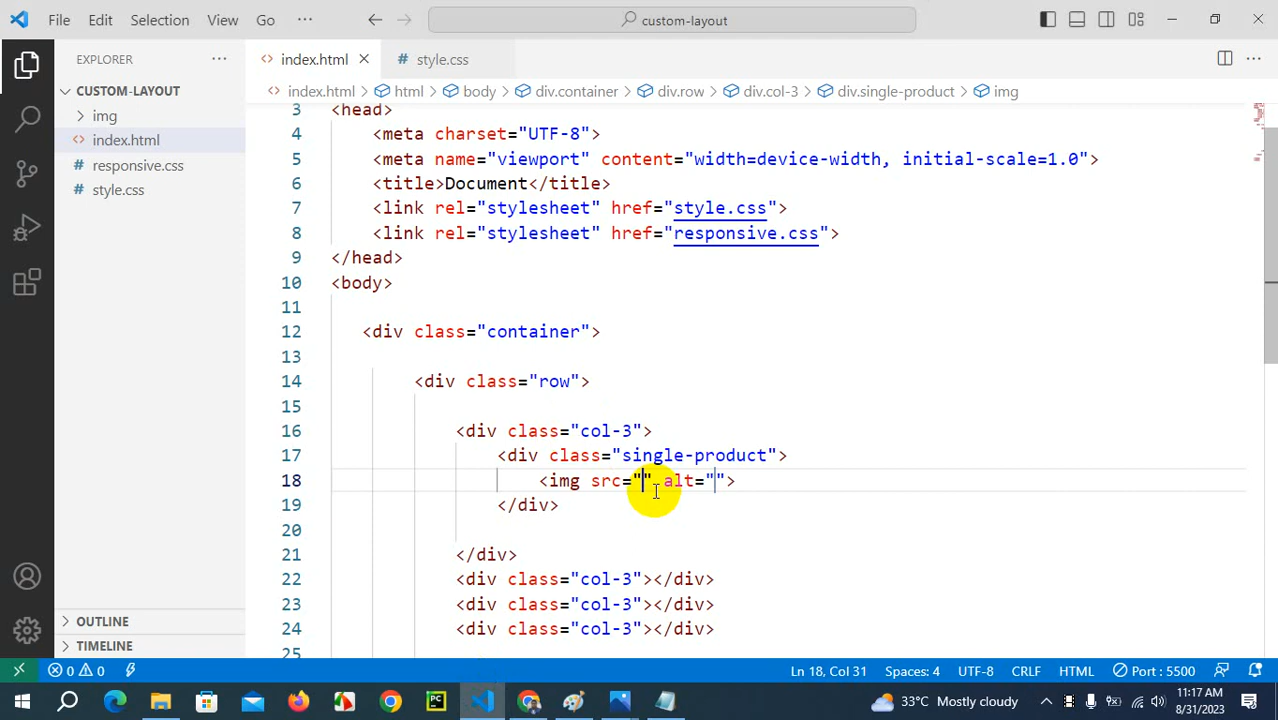 File Edit Selection View Go ··· custom-layout
EXPLORER ···
index.html
# style.css
CUSTOM-LAYOUT
index.html > html > body > div.container > div.row > div.col-3 > div.single-product > img
img
index.html
# responsive.css
# style.css
3 <head>
4 <meta charset="UTF-8">
5 <meta name="viewport" content="width=device-width, initial-scale=1.0">
6 <title>Document</title>
7 <link rel="stylesheet" href="style.css">
8 <link rel="stylesheet" href="responsive.css">
9 </head>
10 <body>
11
12 <div class="container">
13
14 <div class="row">
15
16 <div class="col-3">
17 <div class="single-product">
18 <img src="" alt="">
19 </div>
20
21 </div>
22 <div class="col-3"></div>
23 <div class="col-3"></div>
24 <div class="col-3"></div>
25
OUTLINE
TIMELINE
0 0 Ln 18, Col 31 Spaces: 4 UTF-8 CRLF HTML Port : 5500
PC 33°C Mostly cloudy 11:17 AM
8/31/2023